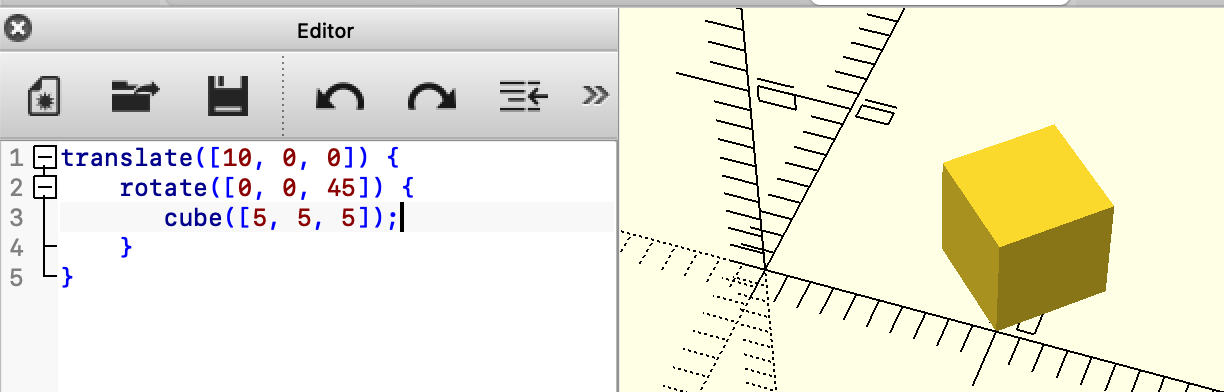 Editor
1 translate([10, 0, 0]) {
2     rotate([0, 0, 45]) {
3        cube([5, 5, 5]);
4     }
5 }